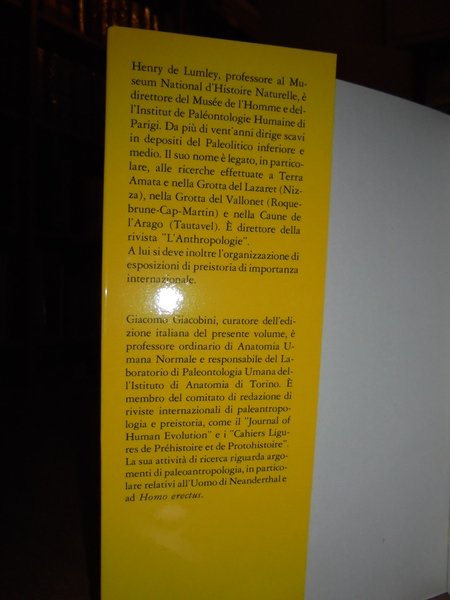 Henry de Lumley, professore al Mu-
seum National d'Histoire Naturelle, è
direttore del Musée de l'Homme e del-
l'Institut de Paléontologie Humaine di
Parigi. Da più di vent'anni dirige scavi
in depositi del Paleolitico inferiore e
medio. Il suo nome è legato, in partico-
lare, alle ricerche effettuate a Terra
Amata e nella Grotta del Lazaret (Niz-
za), nella Grotta del Vallonet (Roque-
brune-Cap-Martin) e nella Caune de
l'Arago (Tautavel). È direttore della
rivista "L'Anthropologie".
A lui si deve inoltre l'organizzazione di
esposizioni di preistoria di importanza
internazionale.
Giacomo Giacobini, curatore dell'edi-
zione italiana del presente volume, è
professore ordinario di Anatomia U-
mana Normale e responsabile del La-
boratorio di Paleontologia Umana del-
l'Istituto di Anatomia di Torino. È
membro del comitato di redazione di
riviste internazionali di paleantropo-
logia e preistoria, come il "Journal of
Human Evolution" e i "Cahiers Ligu-
res de Préhistoire et de Protohistoire".
La sua attività di ricerca riguarda argo-
menti di paleoantropologia, in partico-
lare relativi all'Uomo di Neanderthal e
ad Homo erectus.